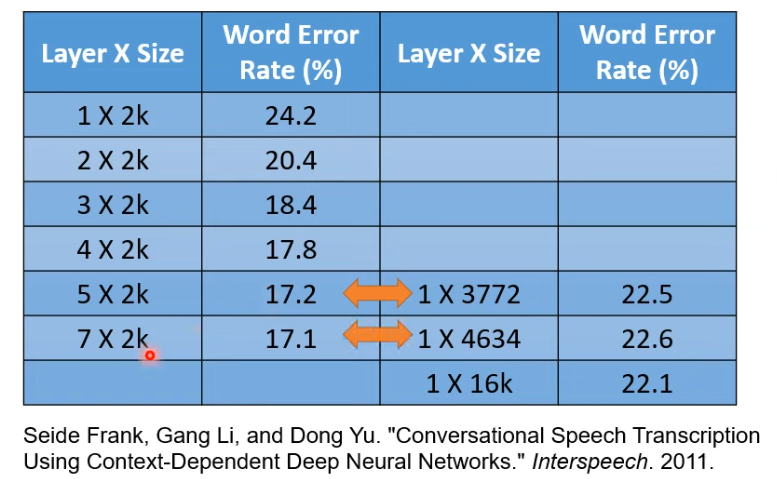 Layer X Size Word Error Rate (%) Layer X Size Word Error Rate (%)
1 X 2k 24.2
2 X 2k 20.4
3 X 2k 18.4
4 X 2k 17.8
5 X 2k 17.2 1 X 3772 22.5
7 X 2k 17.1 1 X 4634 22.6
1 X 16k 22.1
Seide Frank, Gang Li, and Dong Yu. "Conversational Speech Transcription
Using Context-Dependent Deep Neural Networks." Interspeech. 2011.